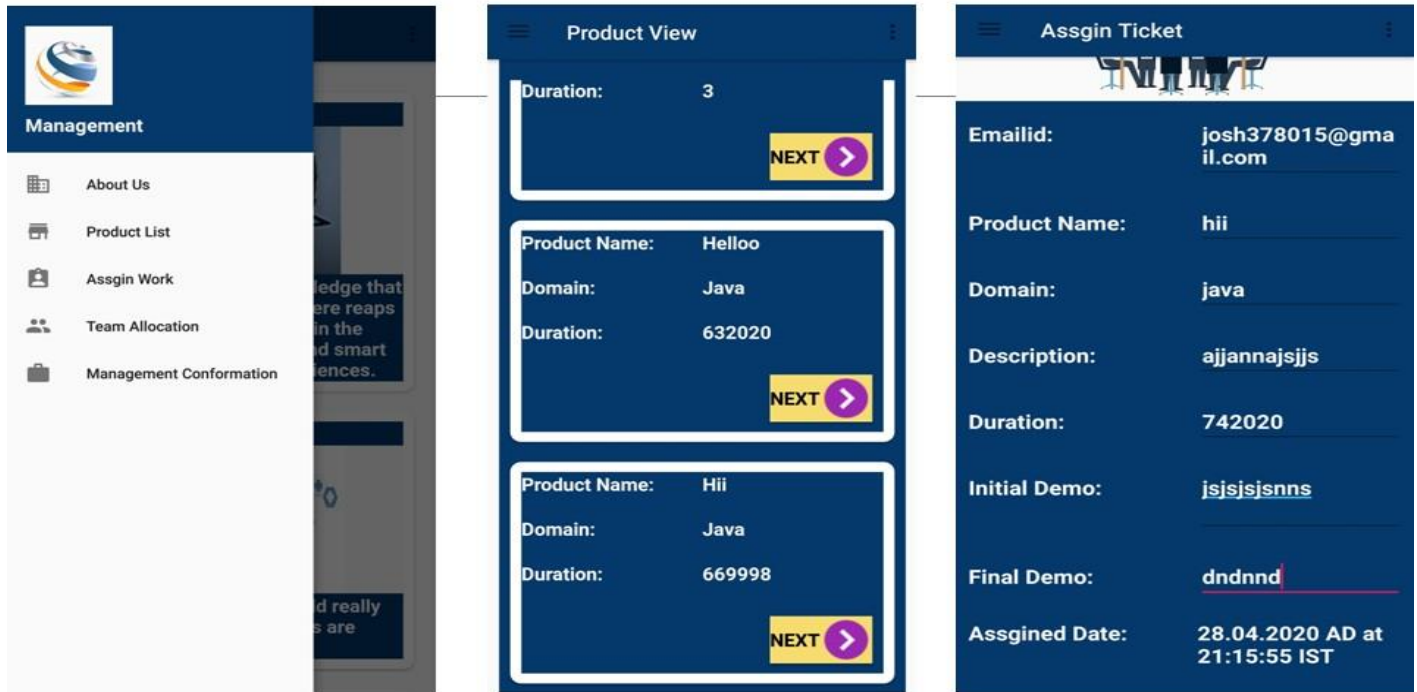 Management
About Us
Product List
Assgin Work
Team Allocation
Management Conformation
ledge that
ere reaps
in the
d smart
iences.
d really
s are
Product View
Duration: 3
NEXT
Product Name: Helloo
Domain: Java
Duration: 632020
NEXT
Product Name: Hii
Domain: Java
Duration: 669998
NEXT
Assgin Ticket
Emailid: josh378015@gma
il.com
Product Name: hii
Domain: java
Description: ajjannajsjjs
Duration: 742020
Initial Demo: jsjsjsjsnns
Final Demo: dndnnd
Assgined Date: 28.04.2020 AD at
21:15:55 IST